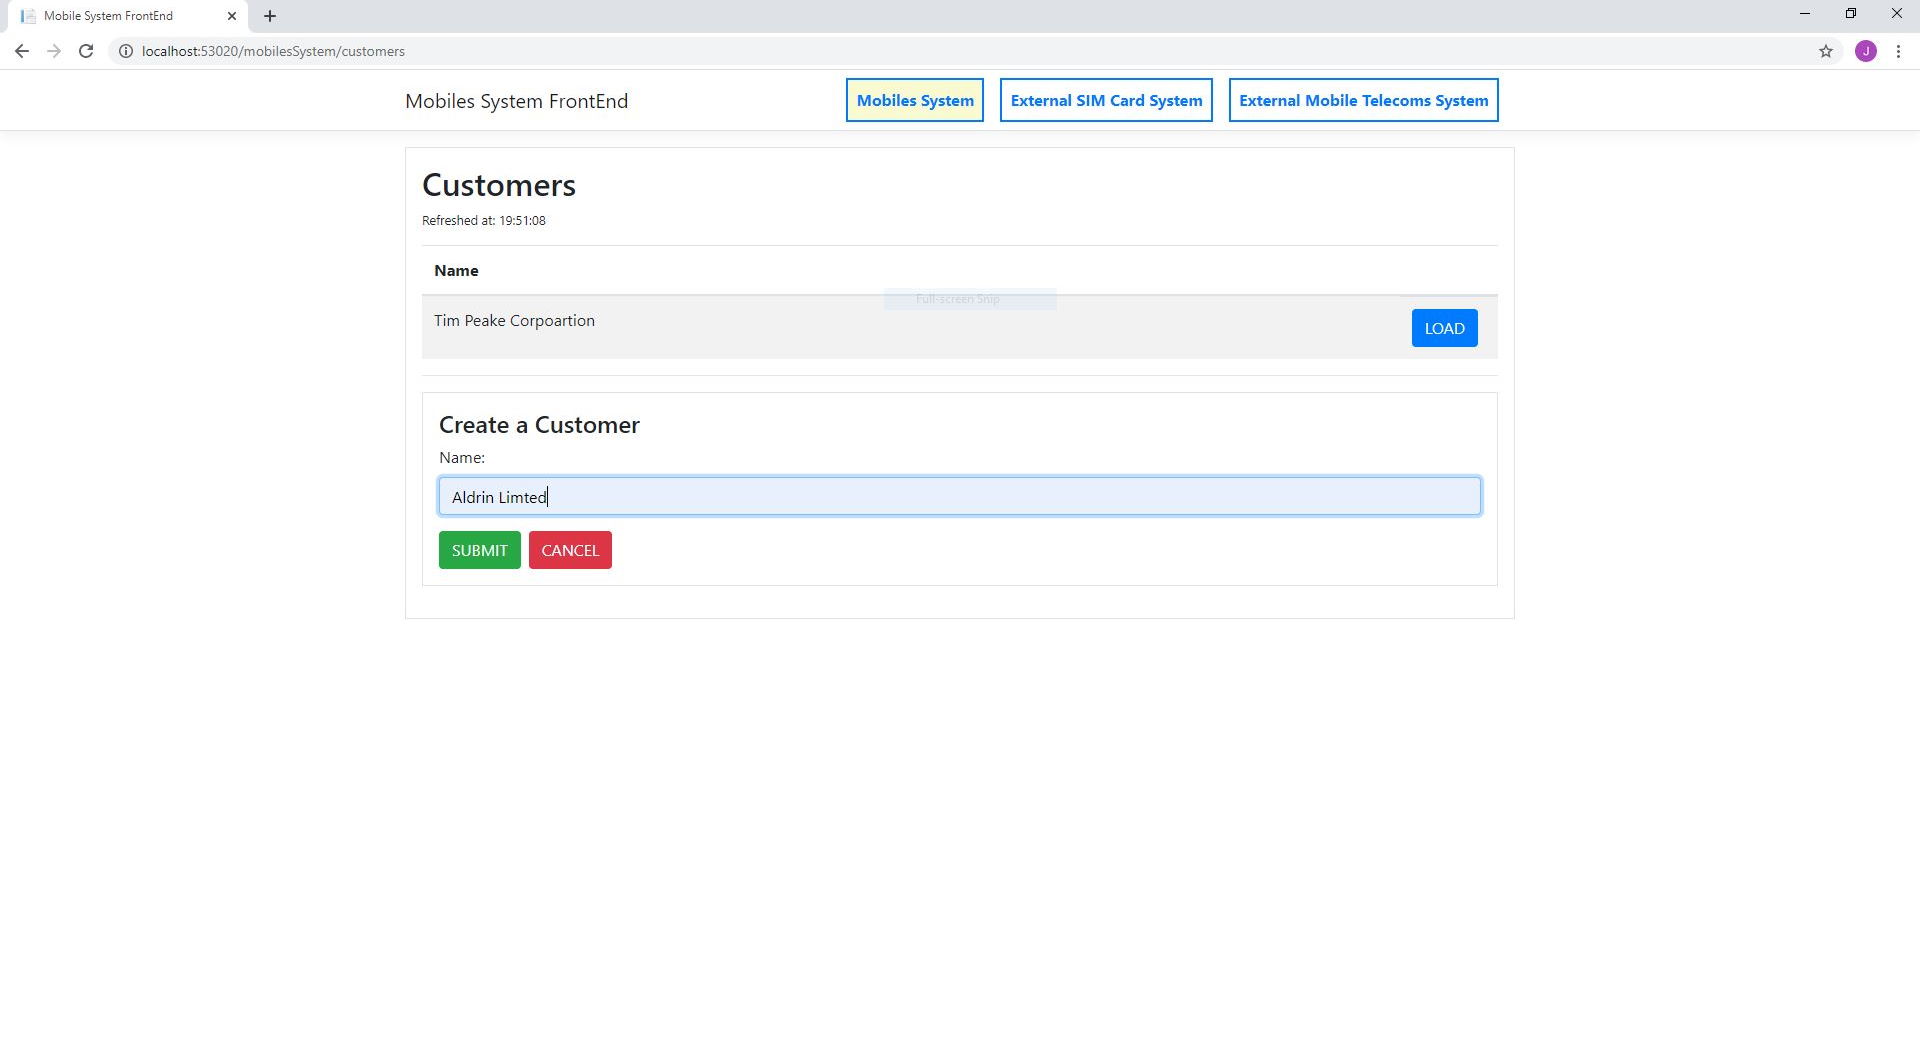 Mobile System FrontEnd
localhost:53020/mobilesSystem/customers
J
Mobiles System FrontEnd
Mobiles System
External SIM Card System
External Mobile Telecoms System
Customers
Refreshed at: 19:51:08
Name
Full-screen Snip
Tim Peake Corpoartion
LOAD
Create a Customer
Name:
Aldrin Limted
SUBMIT
CANCEL